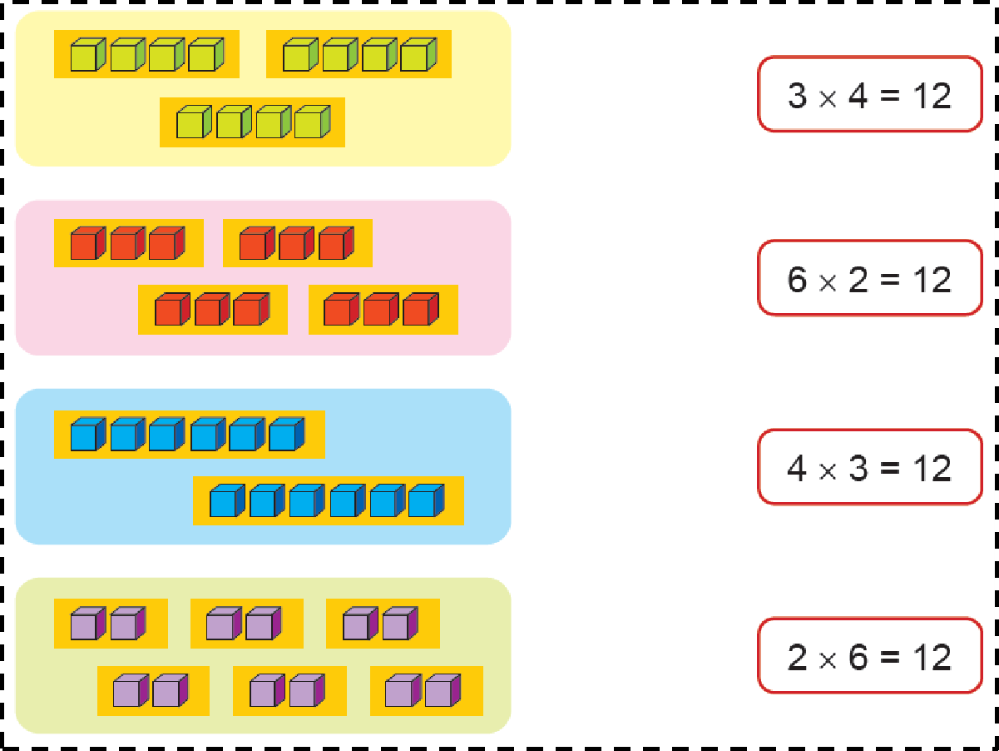 3 × 4 = 12
6 × 2 = 12
4 × 3 = 12
2 × 6 = 12